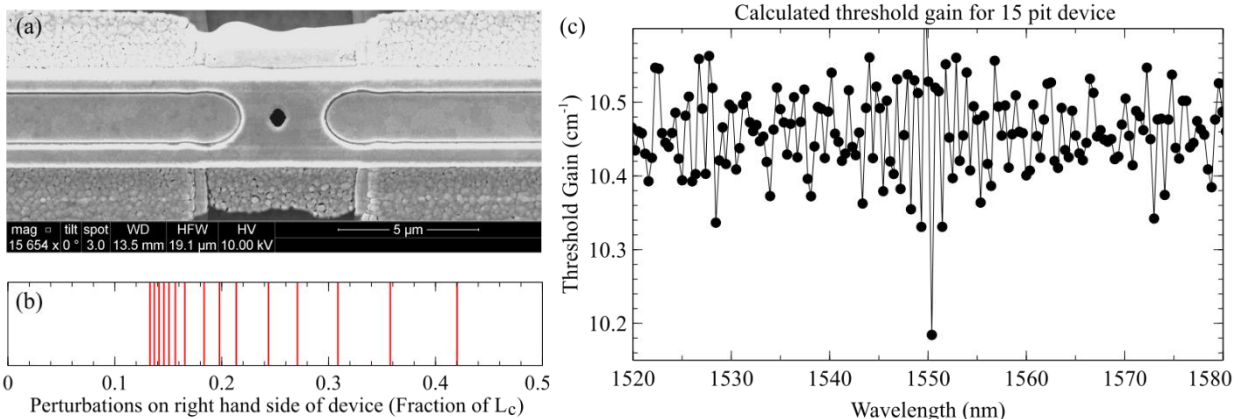 (a)
mag □ tilt spot WD HFW HV
15 654 x 0 ° 3.0 13.5 mm 19.1 µm 10.00 kV 5 µm
(b)
0 0.1 0.2 0.3 0.4 0.5
Perturbations on right hand side of device (Fraction of Lc)
Calculated threshold gain for 15 pit device
(c)
Threshold Gain (cm⁻¹)
10.5
10.4
10.3
10.2
1520 1530 1540 1550 1560 1570 1580
Wavelength (nm)